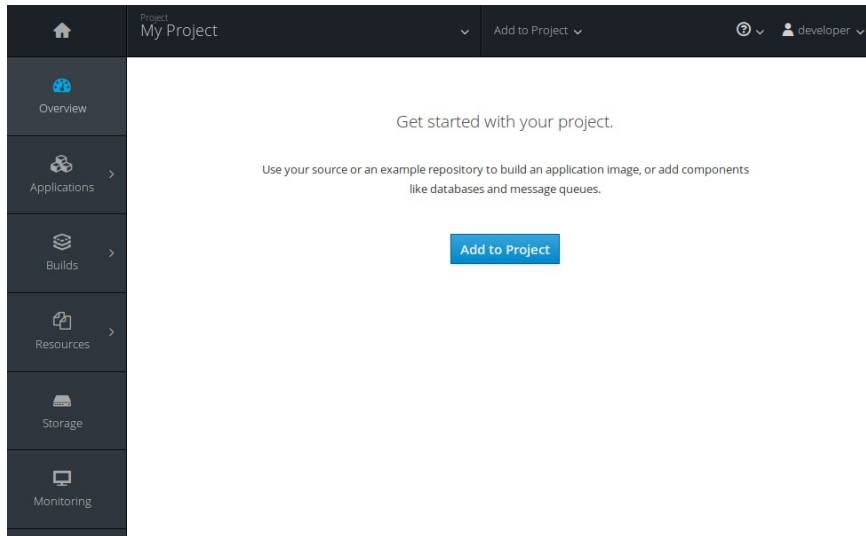 Project
My Project
Add to Project
developer
Overview
Applications
Builds
Resources
Storage
Monitoring
Get started with your project.
Use your source or an example repository to build an application image, or add components
like databases and message queues.
Add to Project